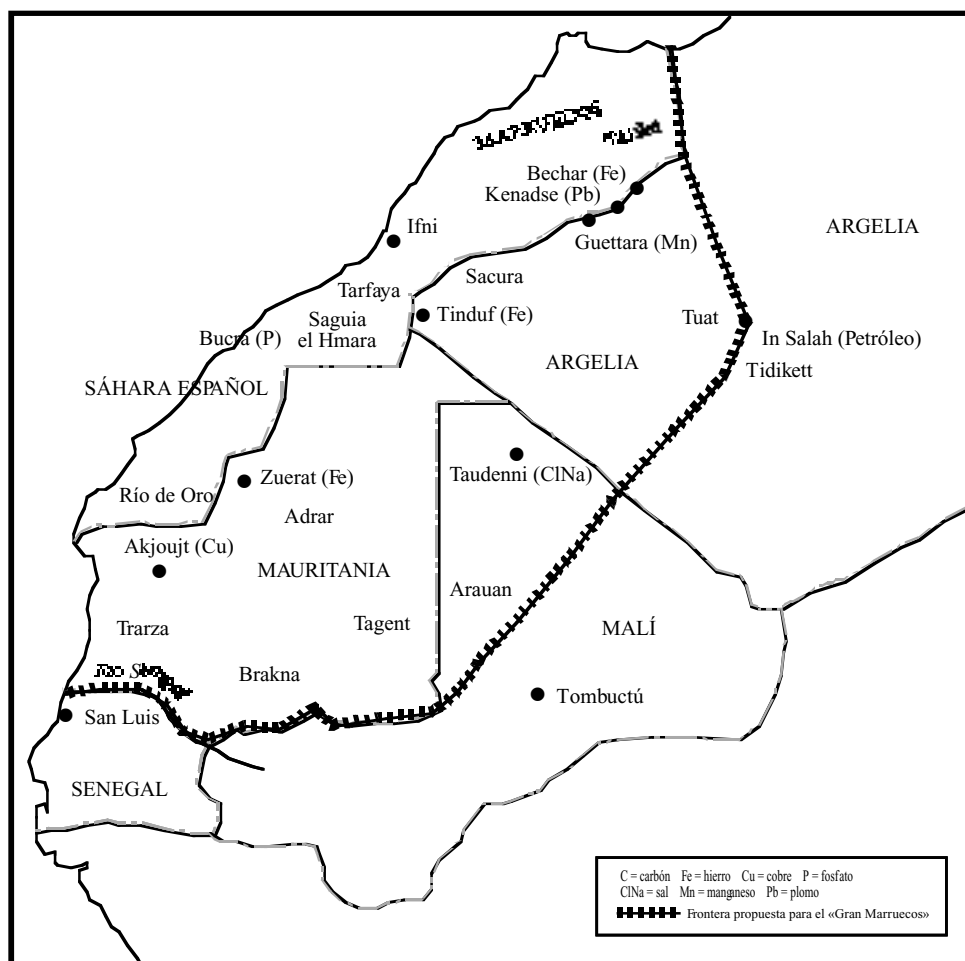 Bechar (Fe)
Kenadse (Pb)
Guettara (Mn)
ARGELIA
Ifni
Sacura
Tarfaya
Saguia
el Hmara
Tinduf (Fe)
Tuat
In Salah (Petróleo)
Bucra (P)
ARGELIA
Tidikett
SÁHARA ESPAÑOL
Taudenni (ClNa)
Zuerat (Fe)
Río de Oro
Adrar
Akjoujt (Cu)
MAURITANIA
Arauan
Tagent
MALÍ
Trarza
Brakna
Tombuctú
San Luis
SENEGAL
C = carbón Fe = hierro Cu = cobre P = fosfato
ClNa = sal Mn = manganeso Pb = plomo
Frontera propuesta para el «Gran Marruecos»